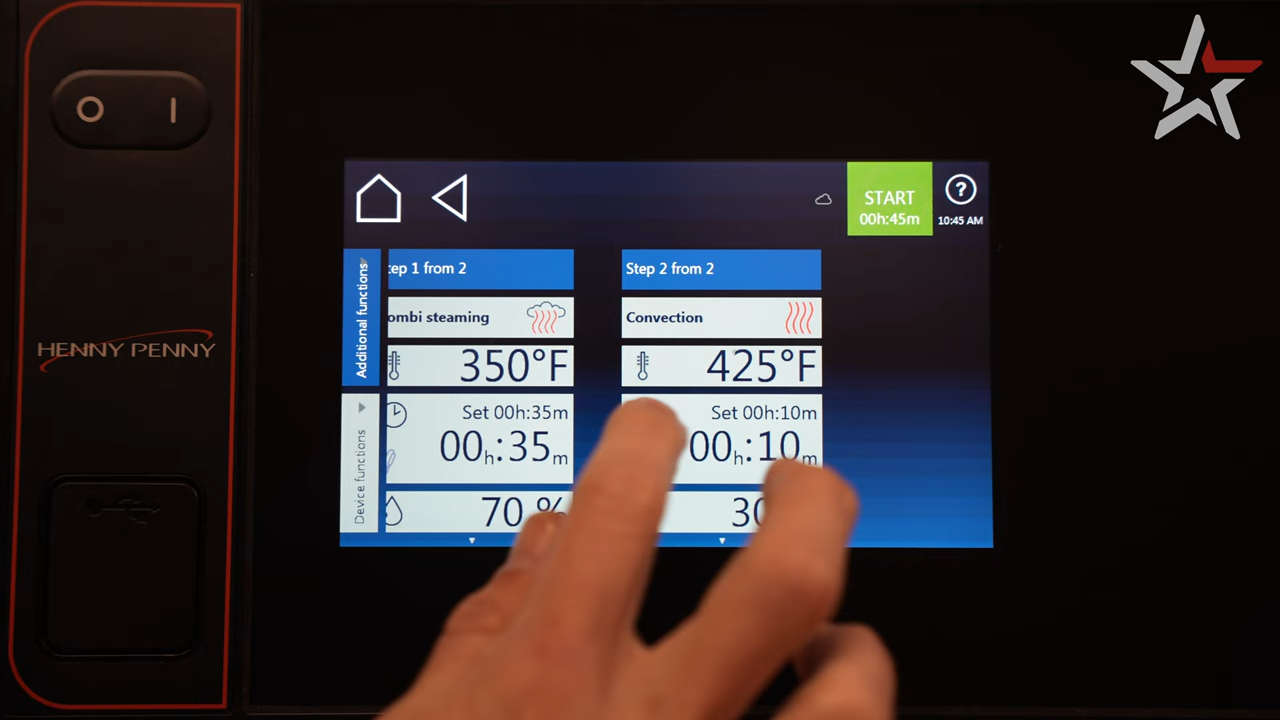 O I
HENNY PENNY
START
00h:45m
?
10:45 AM
Additional functions
Device functions
tep 1 from 2
ombi steaming
350°F
Set 00h:35m
00h:35m
70 %
Step 2 from 2
Convection
425°F
Set 00h:10m
00h:10m
30